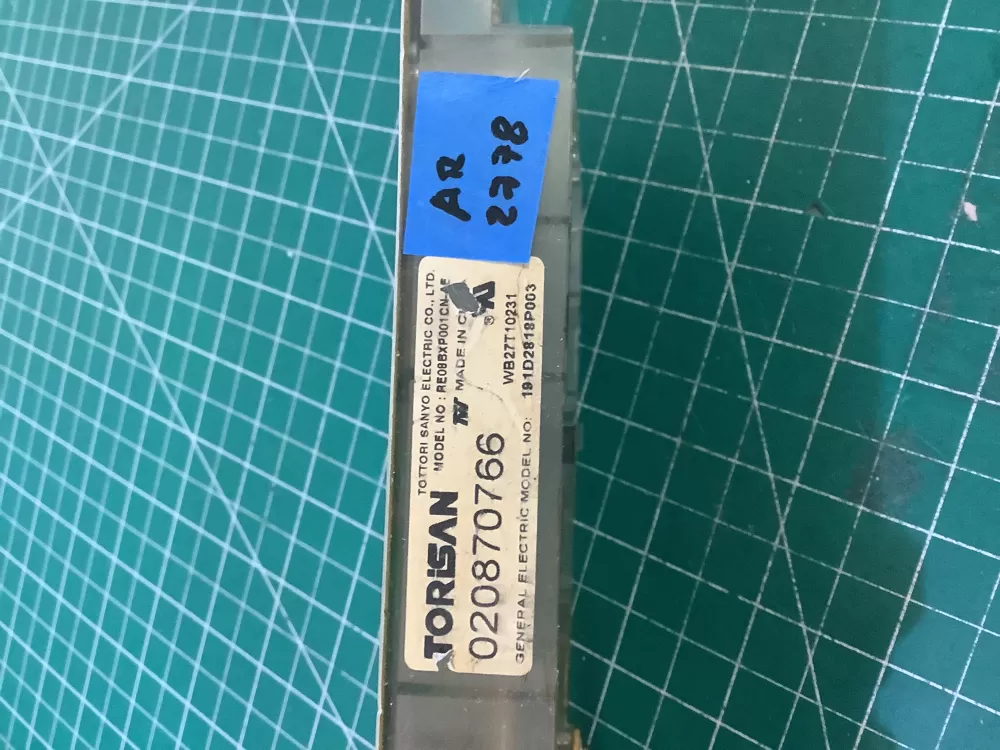 AR
2778
TOTTORI SANYO ELECTRIC CO., LTD.
MODEL NO : RE08BXP001CN
TORiSAN
MADE IN
®
020870766
WB27T10231
GENERAL ELECTRIC MODEL NO: 191D2818P003